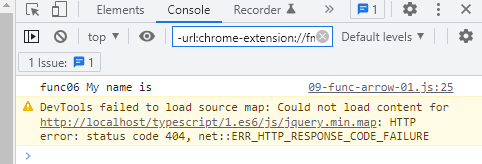 Elements Console Recorder 1
top -url:chrome-extension://fn Default levels
1 Issue: 1
func06 My name is 09-func-arrow-01.js:25
DevTools failed to load source map: Could not load content for
http://localhost/typescript/1.es6/js/jquery.min.map: HTTP
error: status code 404, net::ERR_HTTP_RESPONSE_CODE_FAILURE